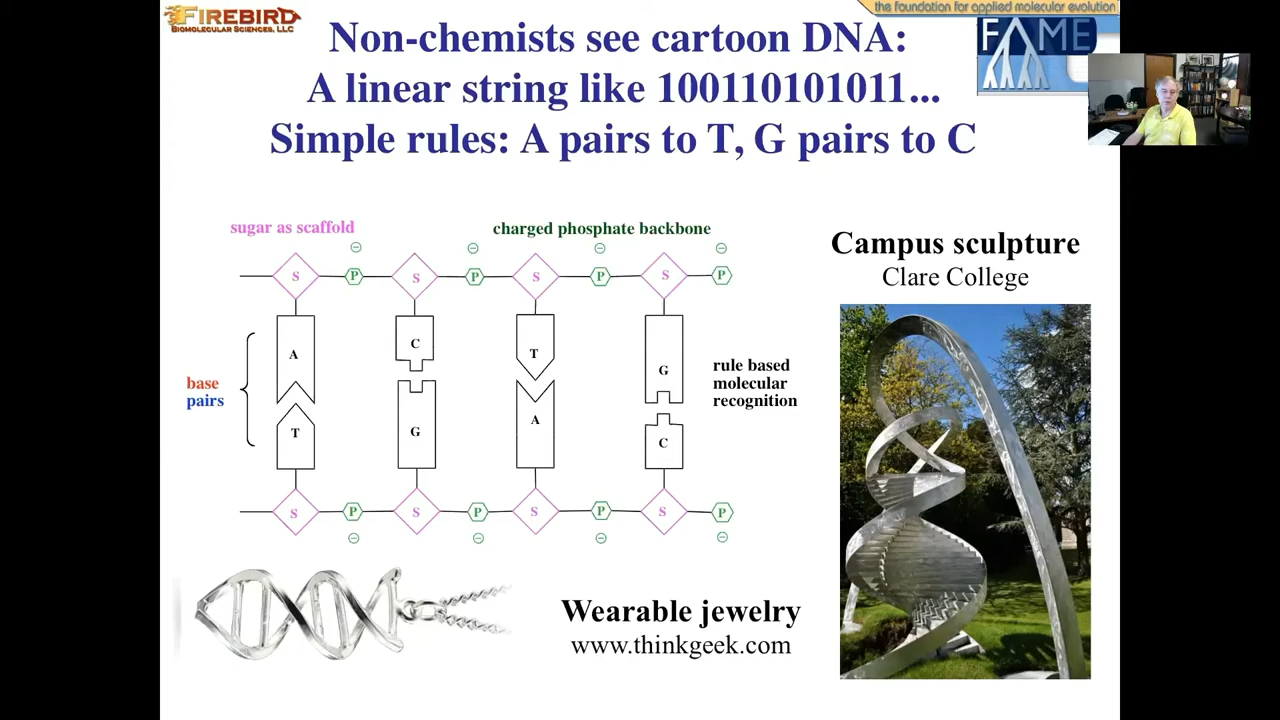 FIREBIRD
BIOMOLECULAR SCIENCES, LLC
the foundation for applied molecular evolution
FAME
Non-chemists see cartoon DNA:
A linear string like 100110101011...
Simple rules: A pairs to T, G pairs to C
sugar as scaffold
charged phosphate backbone
S P S P S P S P
A C T G
T G A C
S P S P S P S P
base
pairs
rule based
molecular
recognition
Campus sculpture
Clare College
Wearable jewelry
www.thinkgeek.com